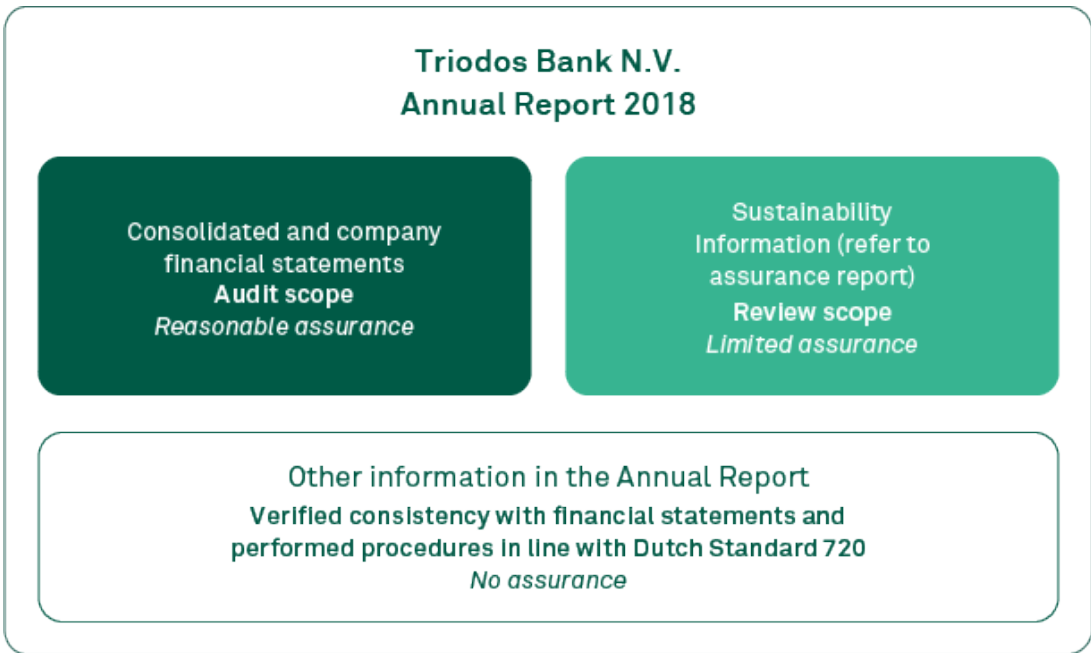 Triodos Bank N.V.
Annual Report 2018
Consolidated and company
financial statements
Audit scope
Reasonable assurance
Sustainability
Information (refer to
assurance report)
Review scope
Limited assurance
Other information in the Annual Report
Verified consistency with financial statements and
performed procedures in line with Dutch Standard 720
No assurance